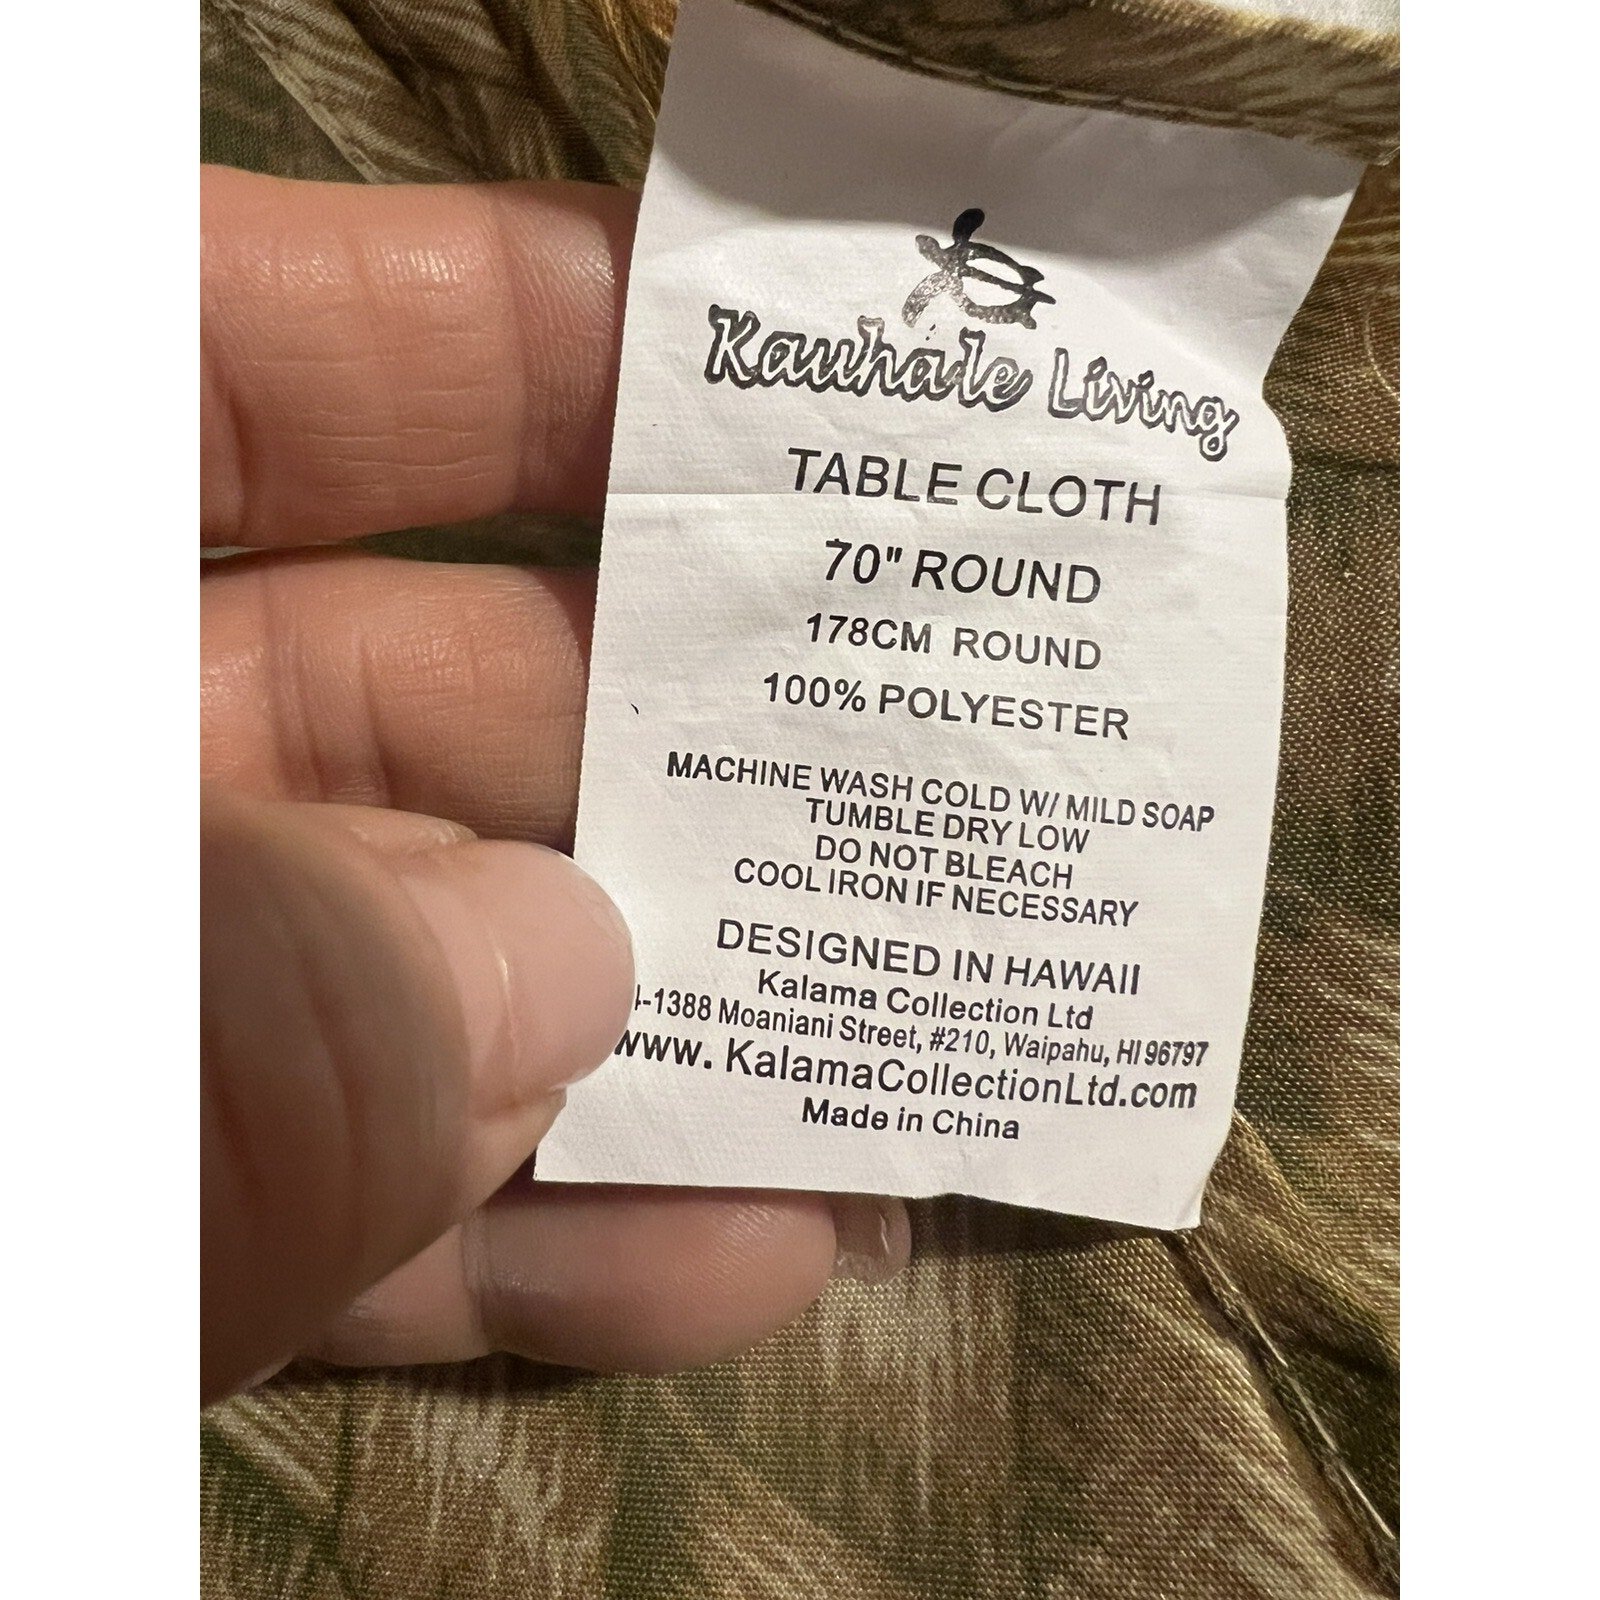 Kauhale Living
TABLE CLOTH
70" ROUND
178CM ROUND
100% POLYESTER
MACHINE WASH COLD W/ MILD SOAP
TUMBLE DRY LOW
DO NOT BLEACH
COOL IRON IF NECESSARY
DESIGNED IN HAWAII
Kalama Collection Ltd
-1388 Moaniani Street, #210, Waipahu, HI 96797
www. KalamaCollectionLtd.com
Made in China